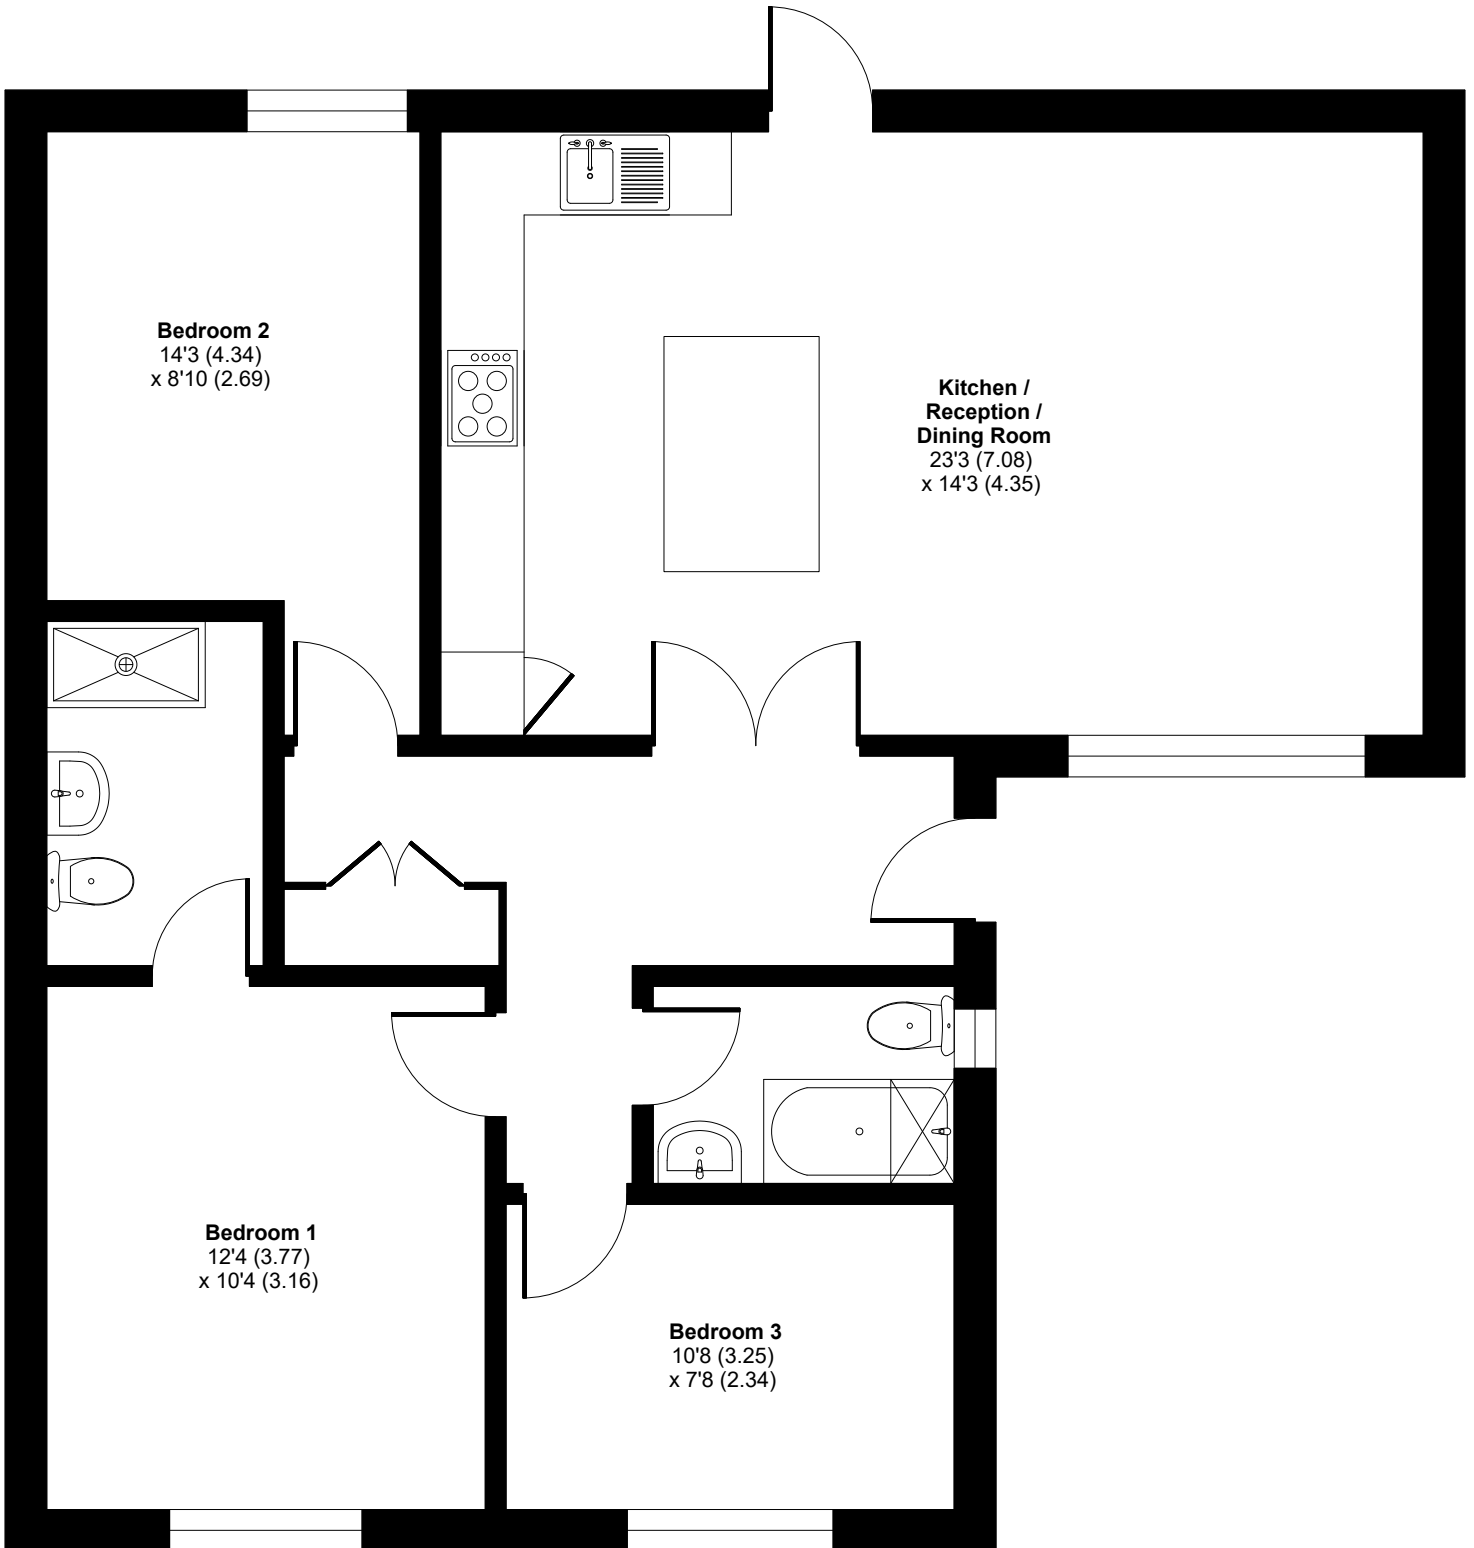 Bedroom 2
14'3 (4.34)
x 8'10 (2.69)
Kitchen /
Reception /
Dining Room
23'3 (7.08)
x 14'3 (4.35)
Bedroom 1
12'4 (3.77)
x 10'4 (3.16)
Bedroom 3
10'8 (3.25)
x 7'8 (2.34)